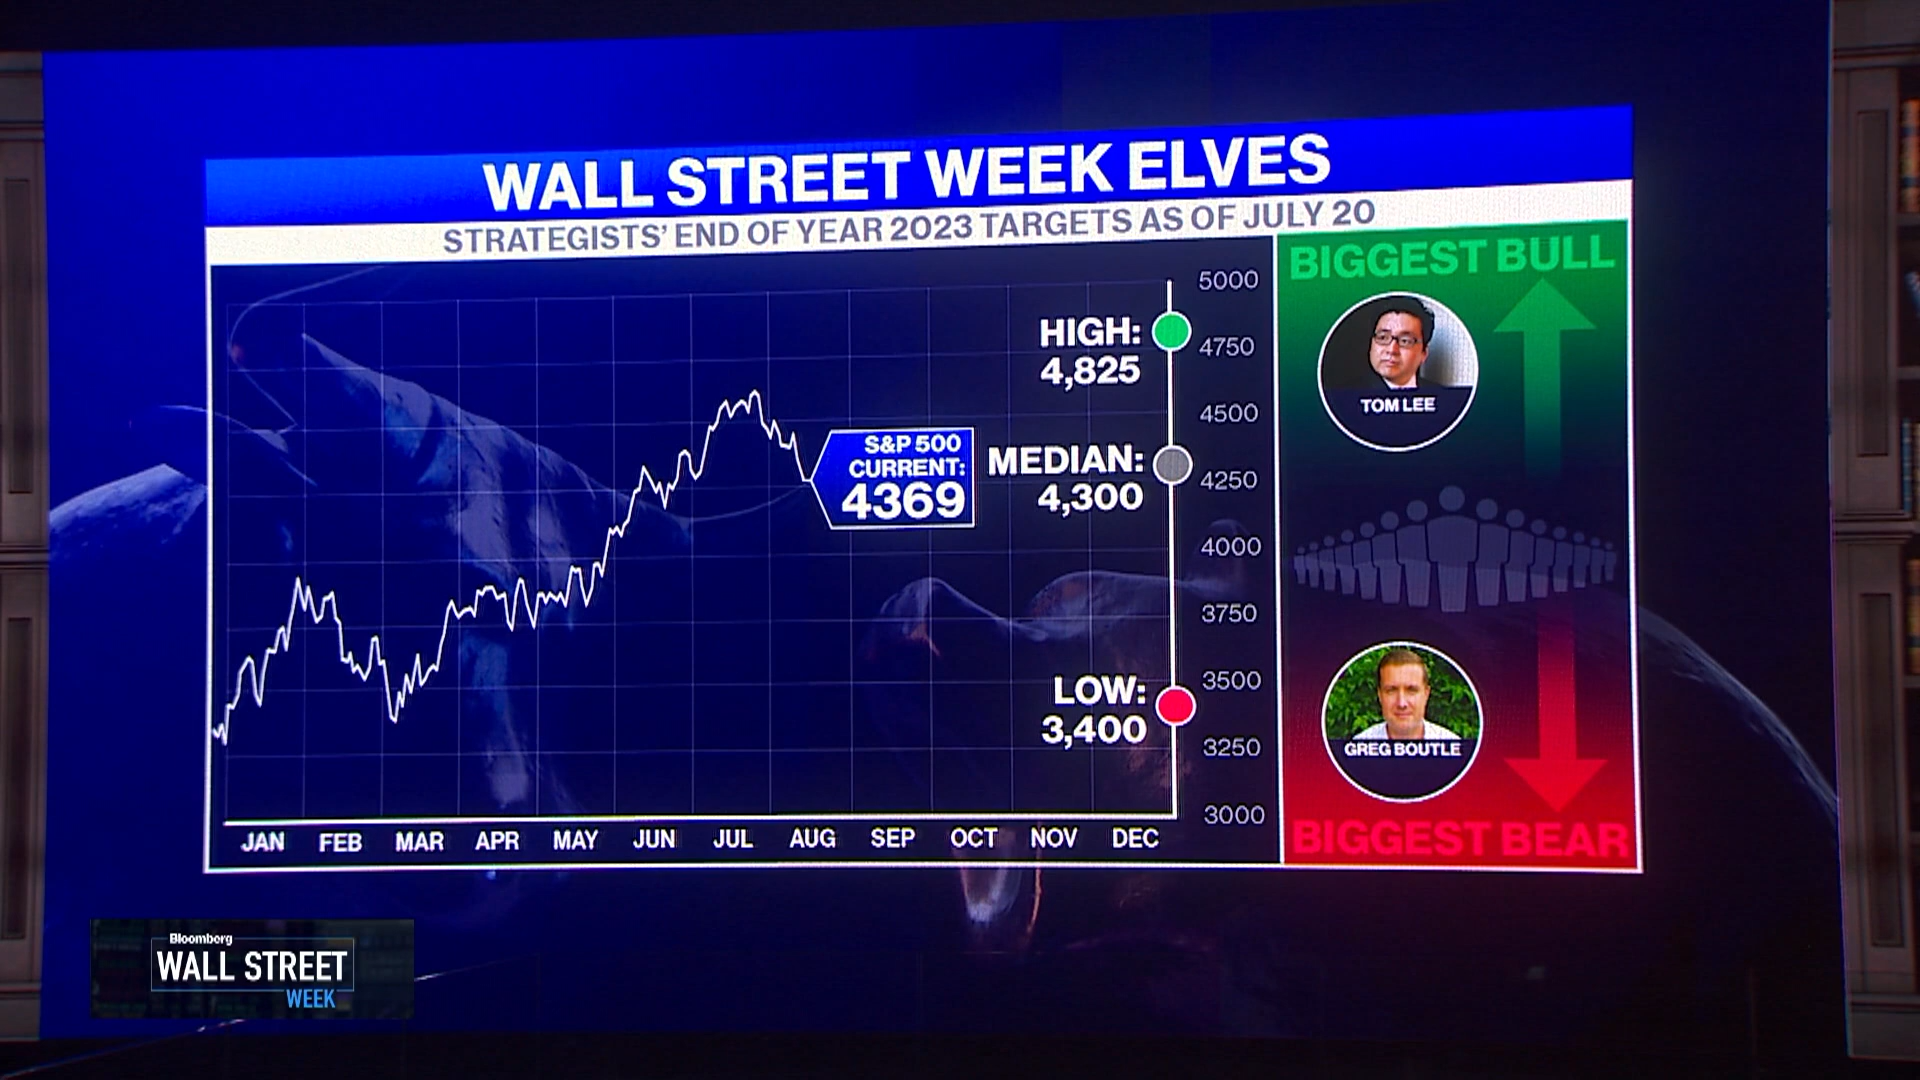 WALL STREET WEEK ELVES
STRATEGISTS' END OF YEAR 2023 TARGETS AS OF JULY 20
HIGH:
4,825
S&P 500
CURRENT:
4369
MEDIAN:
4,300
LOW:
3,400
5000
4750
4500
4250
4000
3750
3500
3250
3000
JAN FEB MAR APR MAY JUN JUL AUG SEP OCT NOV DEC
BIGGEST BULL
TOM LEE
GREG BOUTLE
BIGGEST BEAR
Bloomberg
WALL STREET
WEEK